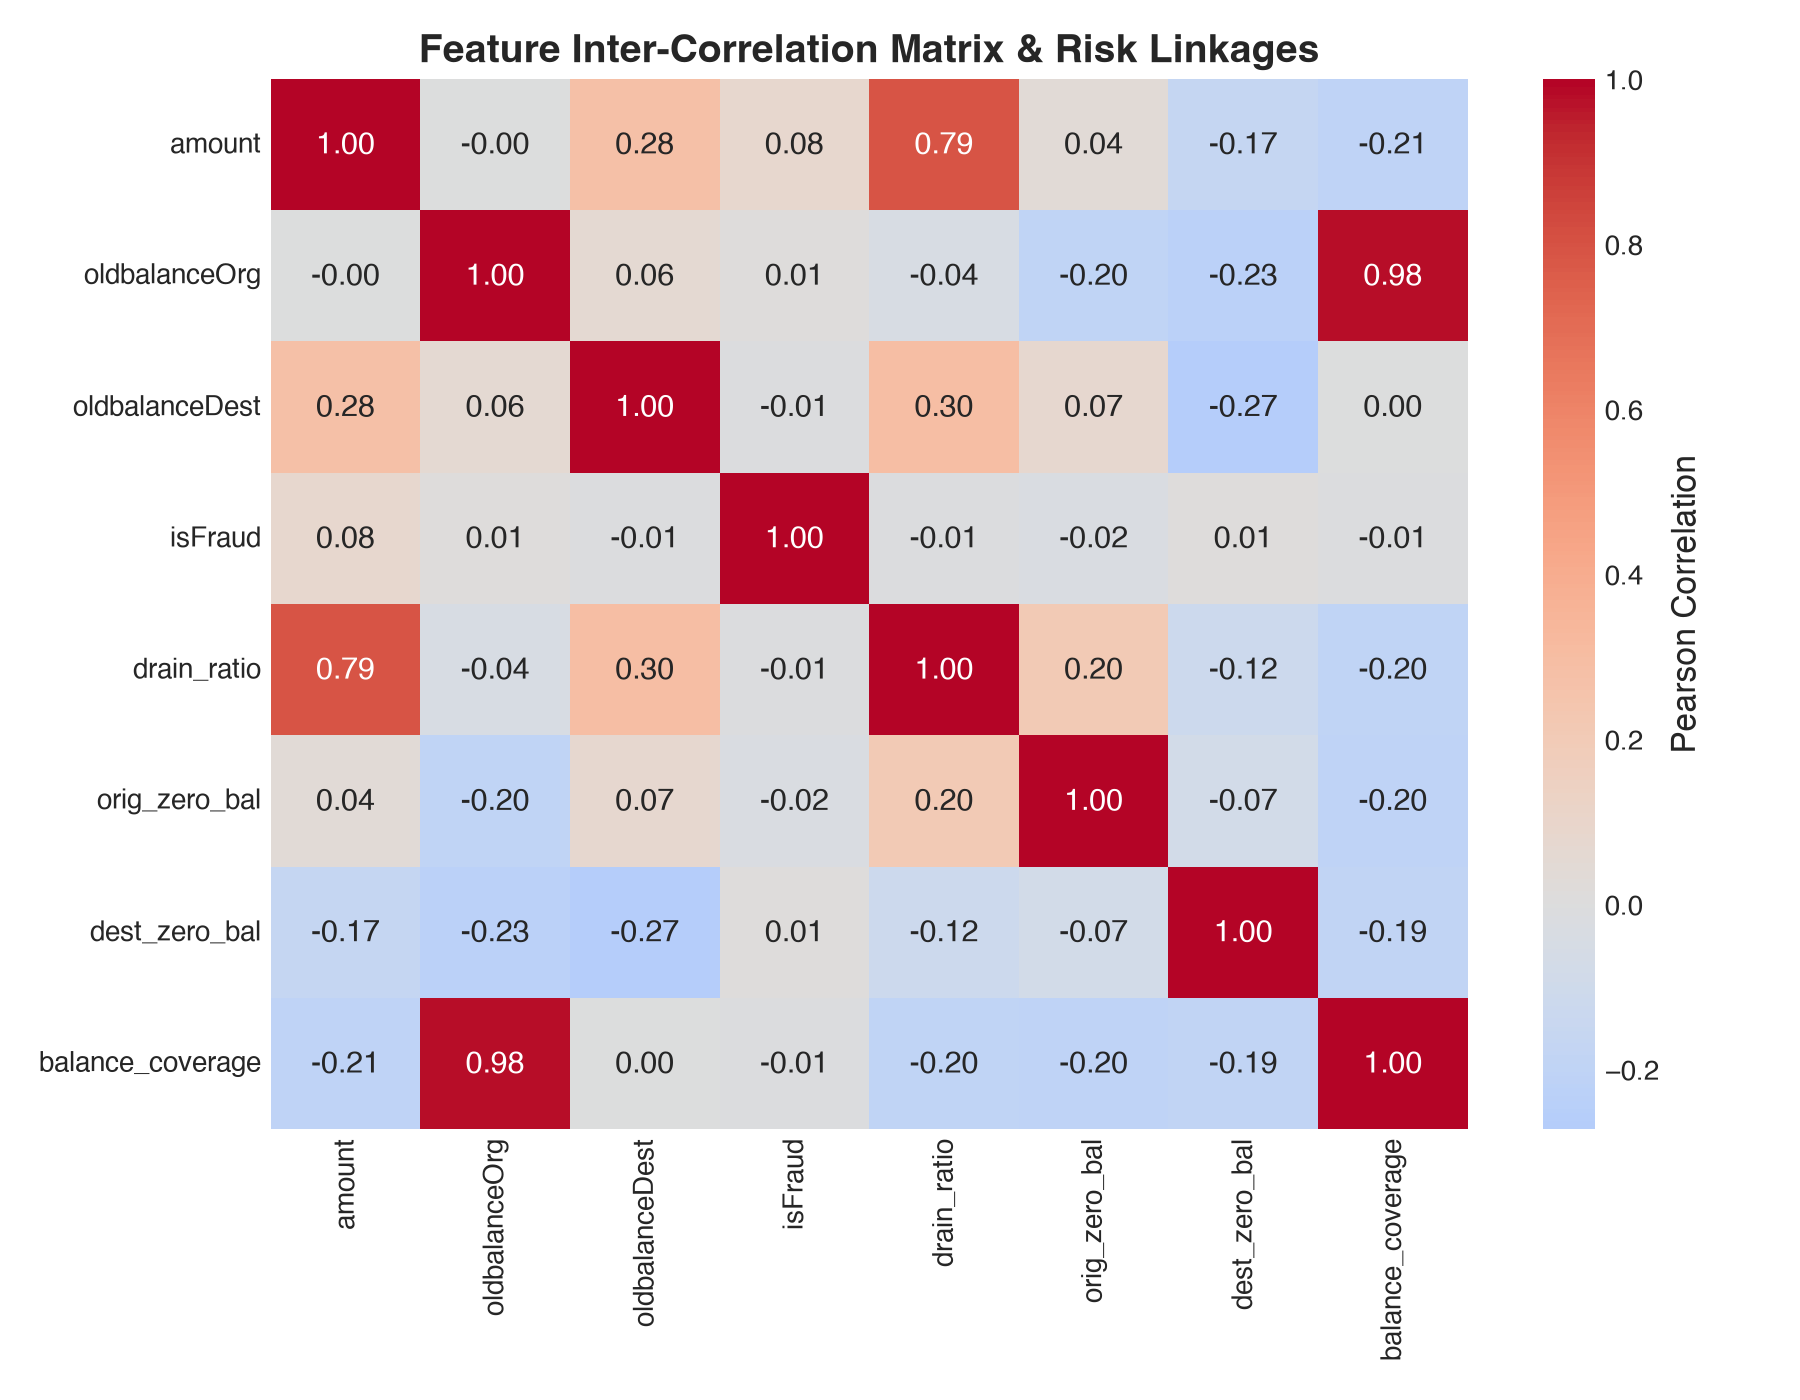 Feature Inter-Correlation Matrix & Risk Linkages
amount 1.00 -0.00 0.28 0.08 0.79 0.04 -0.17 -0.21
oldbalanceOrg -0.00 1.00 0.06 0.01 -0.04 -0.20 -0.23 0.98
oldbalanceDest 0.28 0.06 1.00 -0.01 0.30 0.07 -0.27 0.00
isFraud 0.08 0.01 -0.01 1.00 -0.01 -0.02 0.01 -0.01
drain_ratio 0.79 -0.04 0.30 -0.01 1.00 0.20 -0.12 -0.20
orig_zero_bal 0.04 -0.20 0.07 -0.02 0.20 1.00 -0.07 -0.20
dest_zero_bal -0.17 -0.23 -0.27 0.01 -0.12 -0.07 1.00 -0.19
balance_coverage -0.21 0.98 0.00 -0.01 -0.20 -0.20 -0.19 1.00
amount
oldbalanceOrg
oldbalanceDest
isFraud
drain_ratio
orig_zero_bal
dest_zero_bal
balance_coverage
1.0
0.8
0.6
0.4
0.2
0.0
−0.2
Pearson Correlation